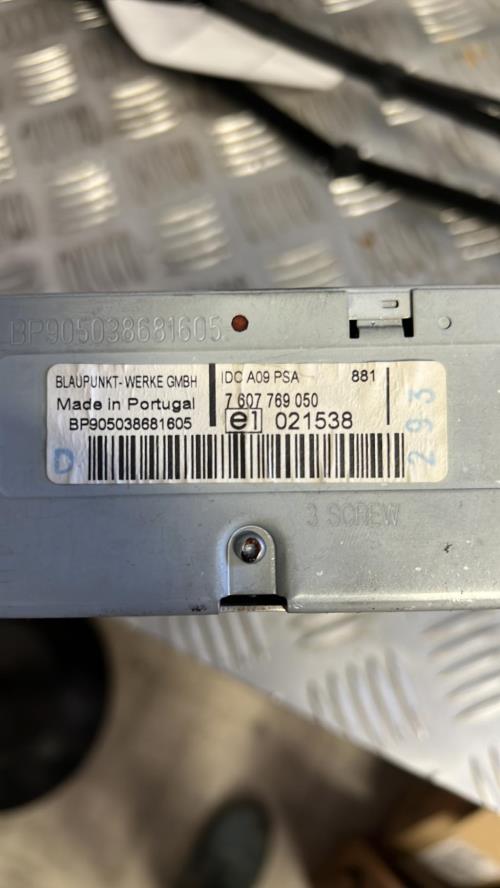 BP905038681605
BLAUPUNKT-WERKE GMBH
Made in Portugal
BP905038681605
IDC A09 PSA 881
7 607 769 050
e1 021538
D
293
3 SCREW